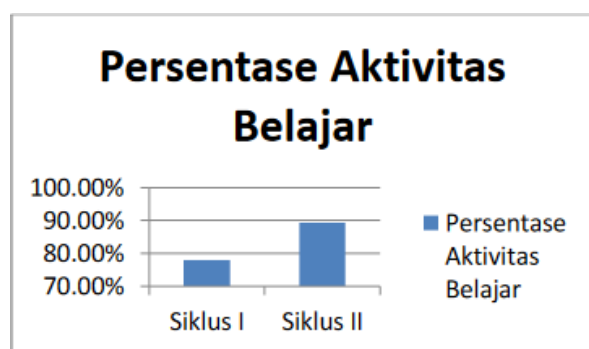 Persentase Aktivitas
Belajar
100.00%
90.00%
80.00%
70.00%
Siklus I
Siklus II
Persentase
Aktivitas
Belajar